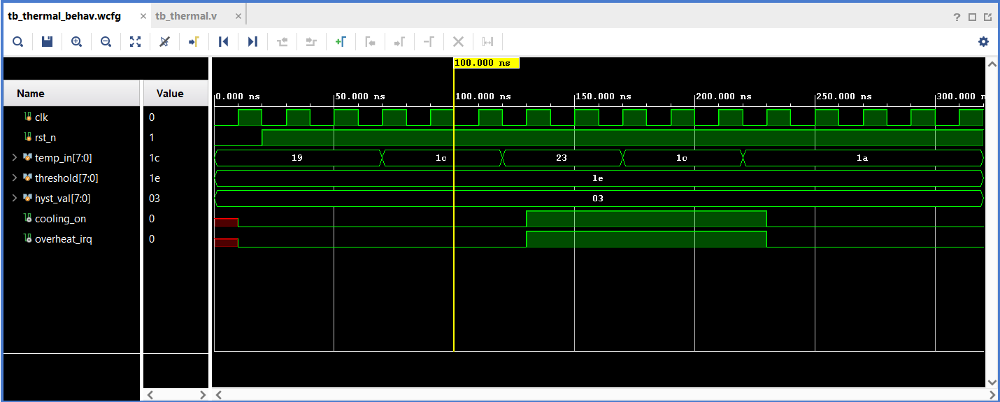 tb_thermal_behav.wcfg × tb_thermal.v ×
?
100.000 ns
Name Value
0.000 ns 50.000 ns 100.000 ns 150.000 ns 200.000 ns 250.000 ns 300.000 n
clk 0
rst_n 1
temp_in[7:0] 1c 19 1c 23 1c 1a
threshold[7:0] 1e 1e
hyst_val[7:0] 03 03
cooling_on 0
overheat_irq 0